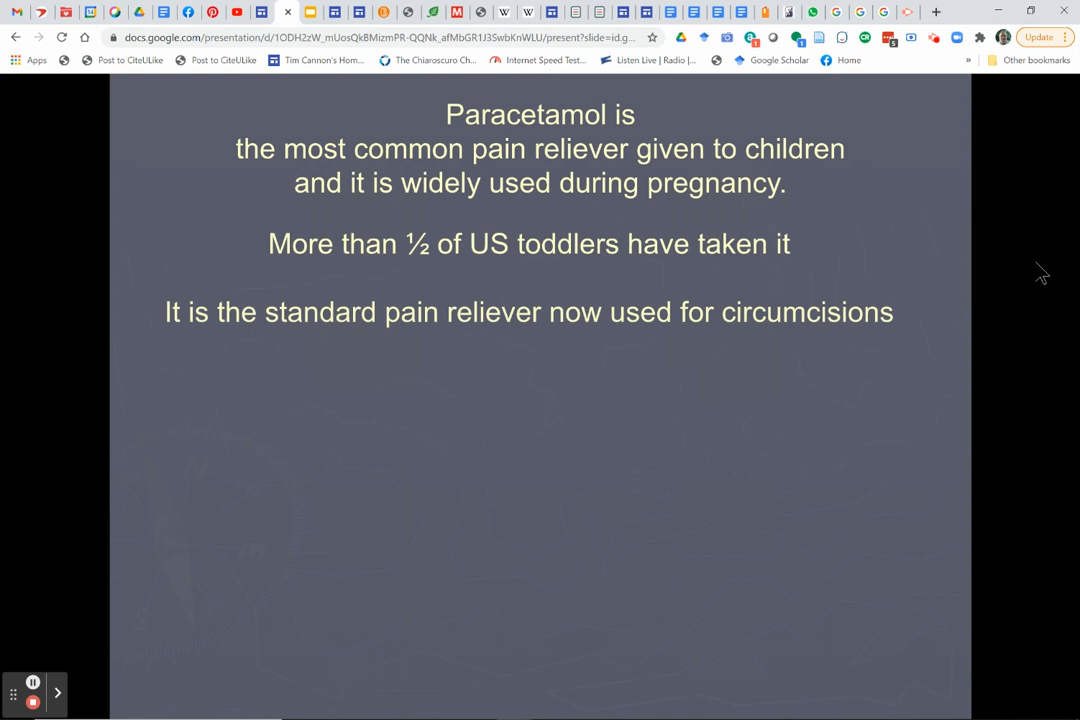 docs.google.com/presentation/d/1ODH2zW_mUosQkBMizmPR-QQNk_afMbGR1J3SwbKnWLU/present?slide=id.g...
Update
Apps
Post to CiteULike
Post to CiteULike
Tim Cannon's Hom...
The Chiaroscuro Ch...
Internet Speed Test...
Listen Live | Radio |...
Google Scholar
Home
»
Other bookmarks
Paracetamol is
the most common pain reliever given to children
and it is widely used during pregnancy.
More than ½ of US toddlers have taken it
It is the standard pain reliever now used for circumcisions